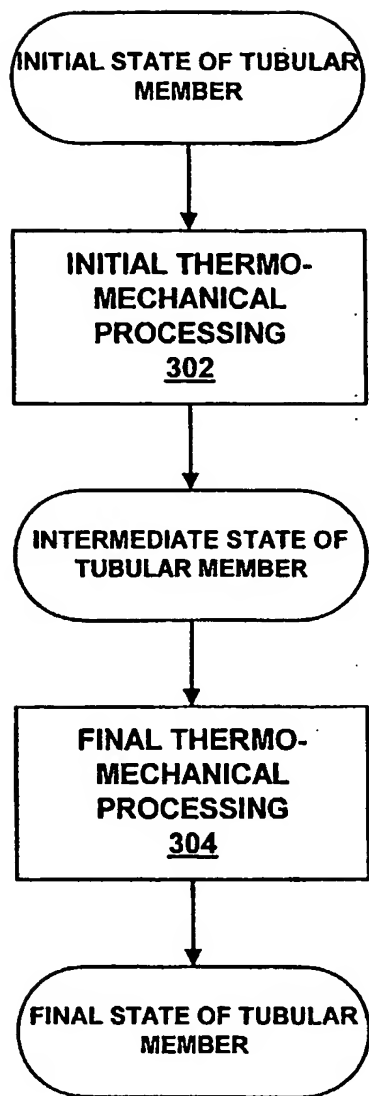 INITIAL STATE OF TUBULAR
MEMBER
INITIAL THERMO-
MECHANICAL
PROCESSING
302
INTERMEDIATE STATE OF
TUBULAR MEMBER
FINAL THERMO-
MECHANICAL
PROCESSING
304
FINAL STATE OF TUBULAR
MEMBER